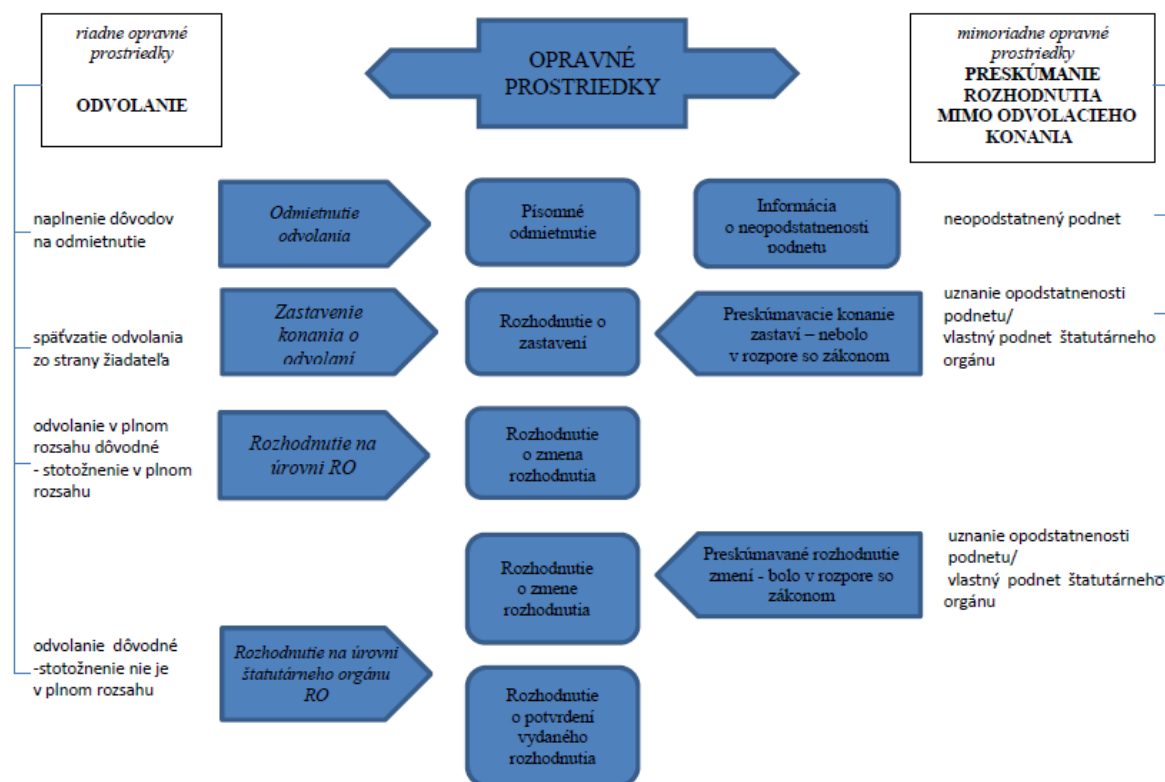 riadne opravné
prostriedky
ODVOLANIE
OPRAVNÉ
PROSTRIEDKY
mimoriadne opravné
prostriedky
PRESKÚMANIE
ROZHODNUTIA
MIMO ODVOLACIEHO
KONANIA
naplnenie dôvodov
na odmietnutie
Odmietnutie
odvolania
Písomné
odmietnutie
Informácia
o neopodstatnenosti
podnetu
neopodstatnený podnet
späťvzatie odvolania
zo strany žiadateľa
Zastavenie
konania o
odvolaní
Rozhodnutie o
zastavení
Preskúmavacie konanie
zastaví – nebolo
v rozpore so zákonom
uznanie opodstatnenosti
podnetu/
vlastný podnet štatutárneho
orgánu
odvolanie v plnom
rozsahu dôvodné
- stotožnenie v plnom
rozsahu
Rozhodnutie na
úrovni RO
Rozhodnutie
o zmena
rozhodnutia
Rozhodnutie
o zmene
rozhodnutia
Preskúmavané rozhodnutie
zmení - bolo v rozpore so
zákonom
uznanie opodstatnenosti
podnetu/
vlastný podnet štatutárneho
orgánu
odvolanie dôvodné
-stotožnenie nie je
v plnom rozsahu
Rozhodnutie na úrovni
štatutárneho orgánu
RO
Rozhodnutie
o potvrdení
vydaného
rozhodnutia